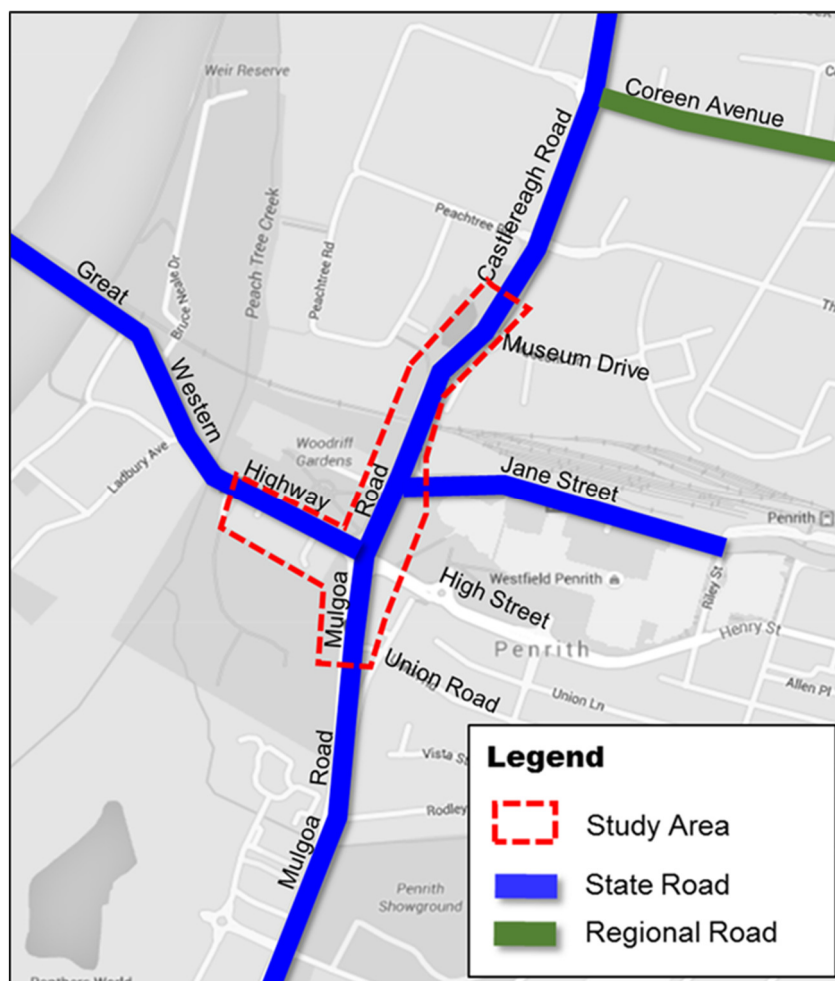 Weir Reserve
Coreen Avenue
Castlereagh Road
Peachtree
Peach Tree Creek
Peachtree Rd
Great
Western
Highway
Bruce Neale Dr
Museum Drive
Ladbury Ave
Woodriff
Gardens
Road
Jane Street
Penrith
Westfield Penrith
Riley St
High Street
Henry St
Mulgoa
Penrith
Union Road
Union Ln
Allen Pl
Vista St
Road
Mulgoa
Rodley
Penrith
Showground
Panthers World
Legend
Study Area
State Road
Regional Road